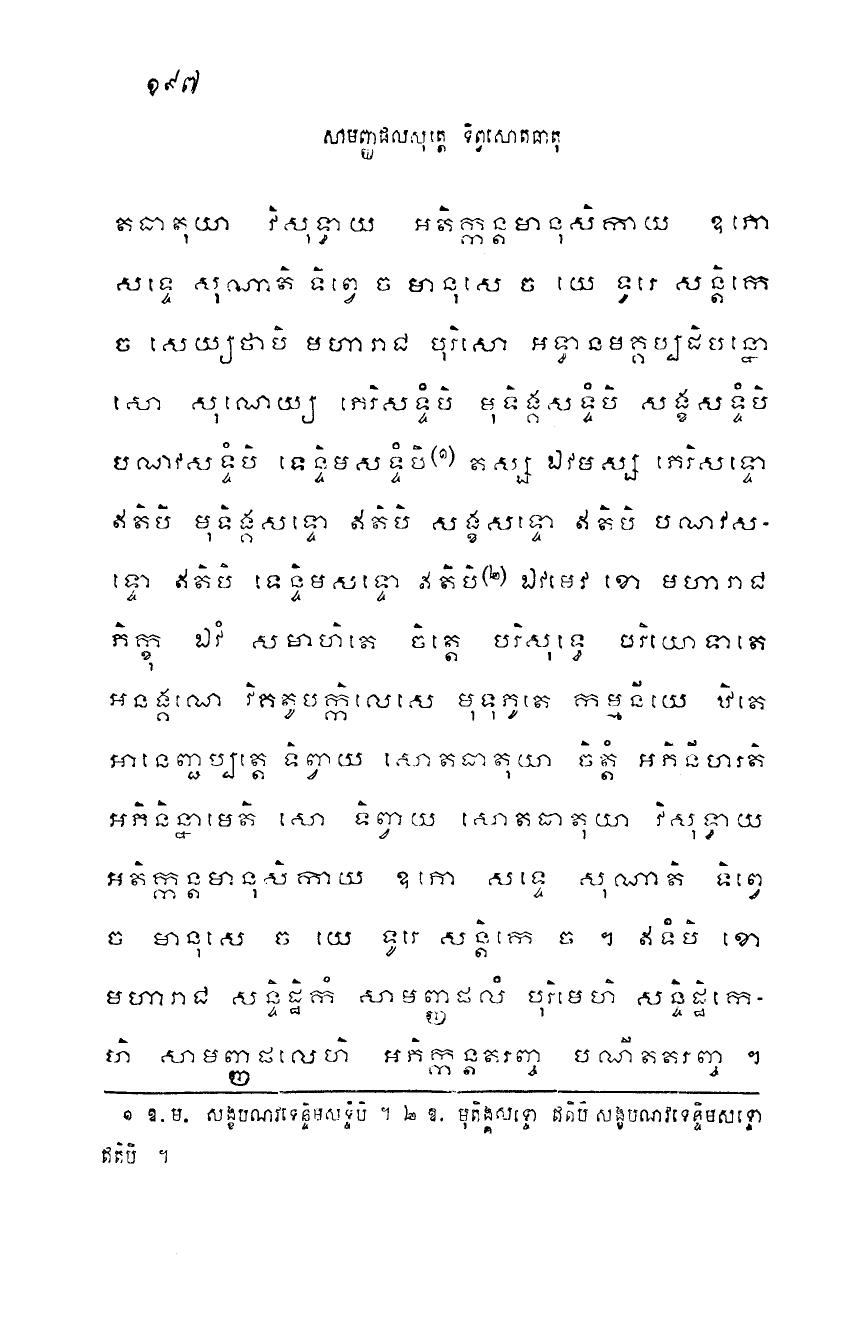 ១៩៧
សាមញ្ញផលសុត្តេ ទិព្វសោតធាតុ
តធាតុយា វិសុទ្ធាយ អតិក្កន្តមានុសិកាយ ឧភោ
សទ្ទេ សុណាតិ ទិព្វេ ច មានុសេ ច យេ ទូរេ សន្តិកេ
ច សេយ្យថាបិ មហារាជ បុរិសោ អទ្ធានមគ្គប្បដិបន្នោ
សោ សុណេយ្យ ភេរិសទ្ទំបិ មុទិង្គសទ្ទំបិ សង្ខសទ្ទំបិ
បណវសទ្ទំបិ ទេន្ទិមសទ្ទំបិ(១) តស្ស ឯវមស្ស ភេរិសទ្ទោ
ឥតិបិ មុទិង្គសទ្ទោ ឥតិបិ សង្ខសទ្ទោ ឥតិបិ បណវស-
ទ្ទោ ឥតិបិ ទេន្ទិមសទ្ទោ ឥតិបិ(២) ឯវមេវ ខោ មហារាជ
ភិក្ខុ ឯវំ សមាហិតេ ចិត្តេ បរិសុទ្ធេ បរិយោទាតេ
អនង្គណេ វិគតូបក្កិលេសេ មុទុភូតេ កម្មនីយេ ឋិតេ
អានេញ្ជប្បត្តេ ទិព្វាយ សោតធាតុយា ចិត្តំ អភិនីហរតិ
អភិនិន្នាមេតិ សោ ទិព្វាយ សោតធាតុយា វិសុទ្ធាយ
អតិក្កន្តមានុសិកាយ ឧភោ សទ្ទេ សុណាតិ ទិព្វេ
ច មានុសេ ច យេ ទូរេ សន្តិកេ ច ។ ឥទំបិ ខោ
មហារាជ សន្ទិដ្ឋិកំ សាមញ្ញផលំ បុរិមេហិ សន្ទិដ្ឋិកេ-
ហិ សាមញ្ញផលេហិ អភិក្កន្តតរញ្ច បណីតតរញ្ច ។
១ ឱ.ម. សង្ខបណវទេន្ទិមសទ្ទំបិ ។ ២ ឱ. មុតិង្គសទ្ទោ ឥតិបិ សង្ខបណវទេន្ទិមសទ្ទោ
ឥតិបិ ។